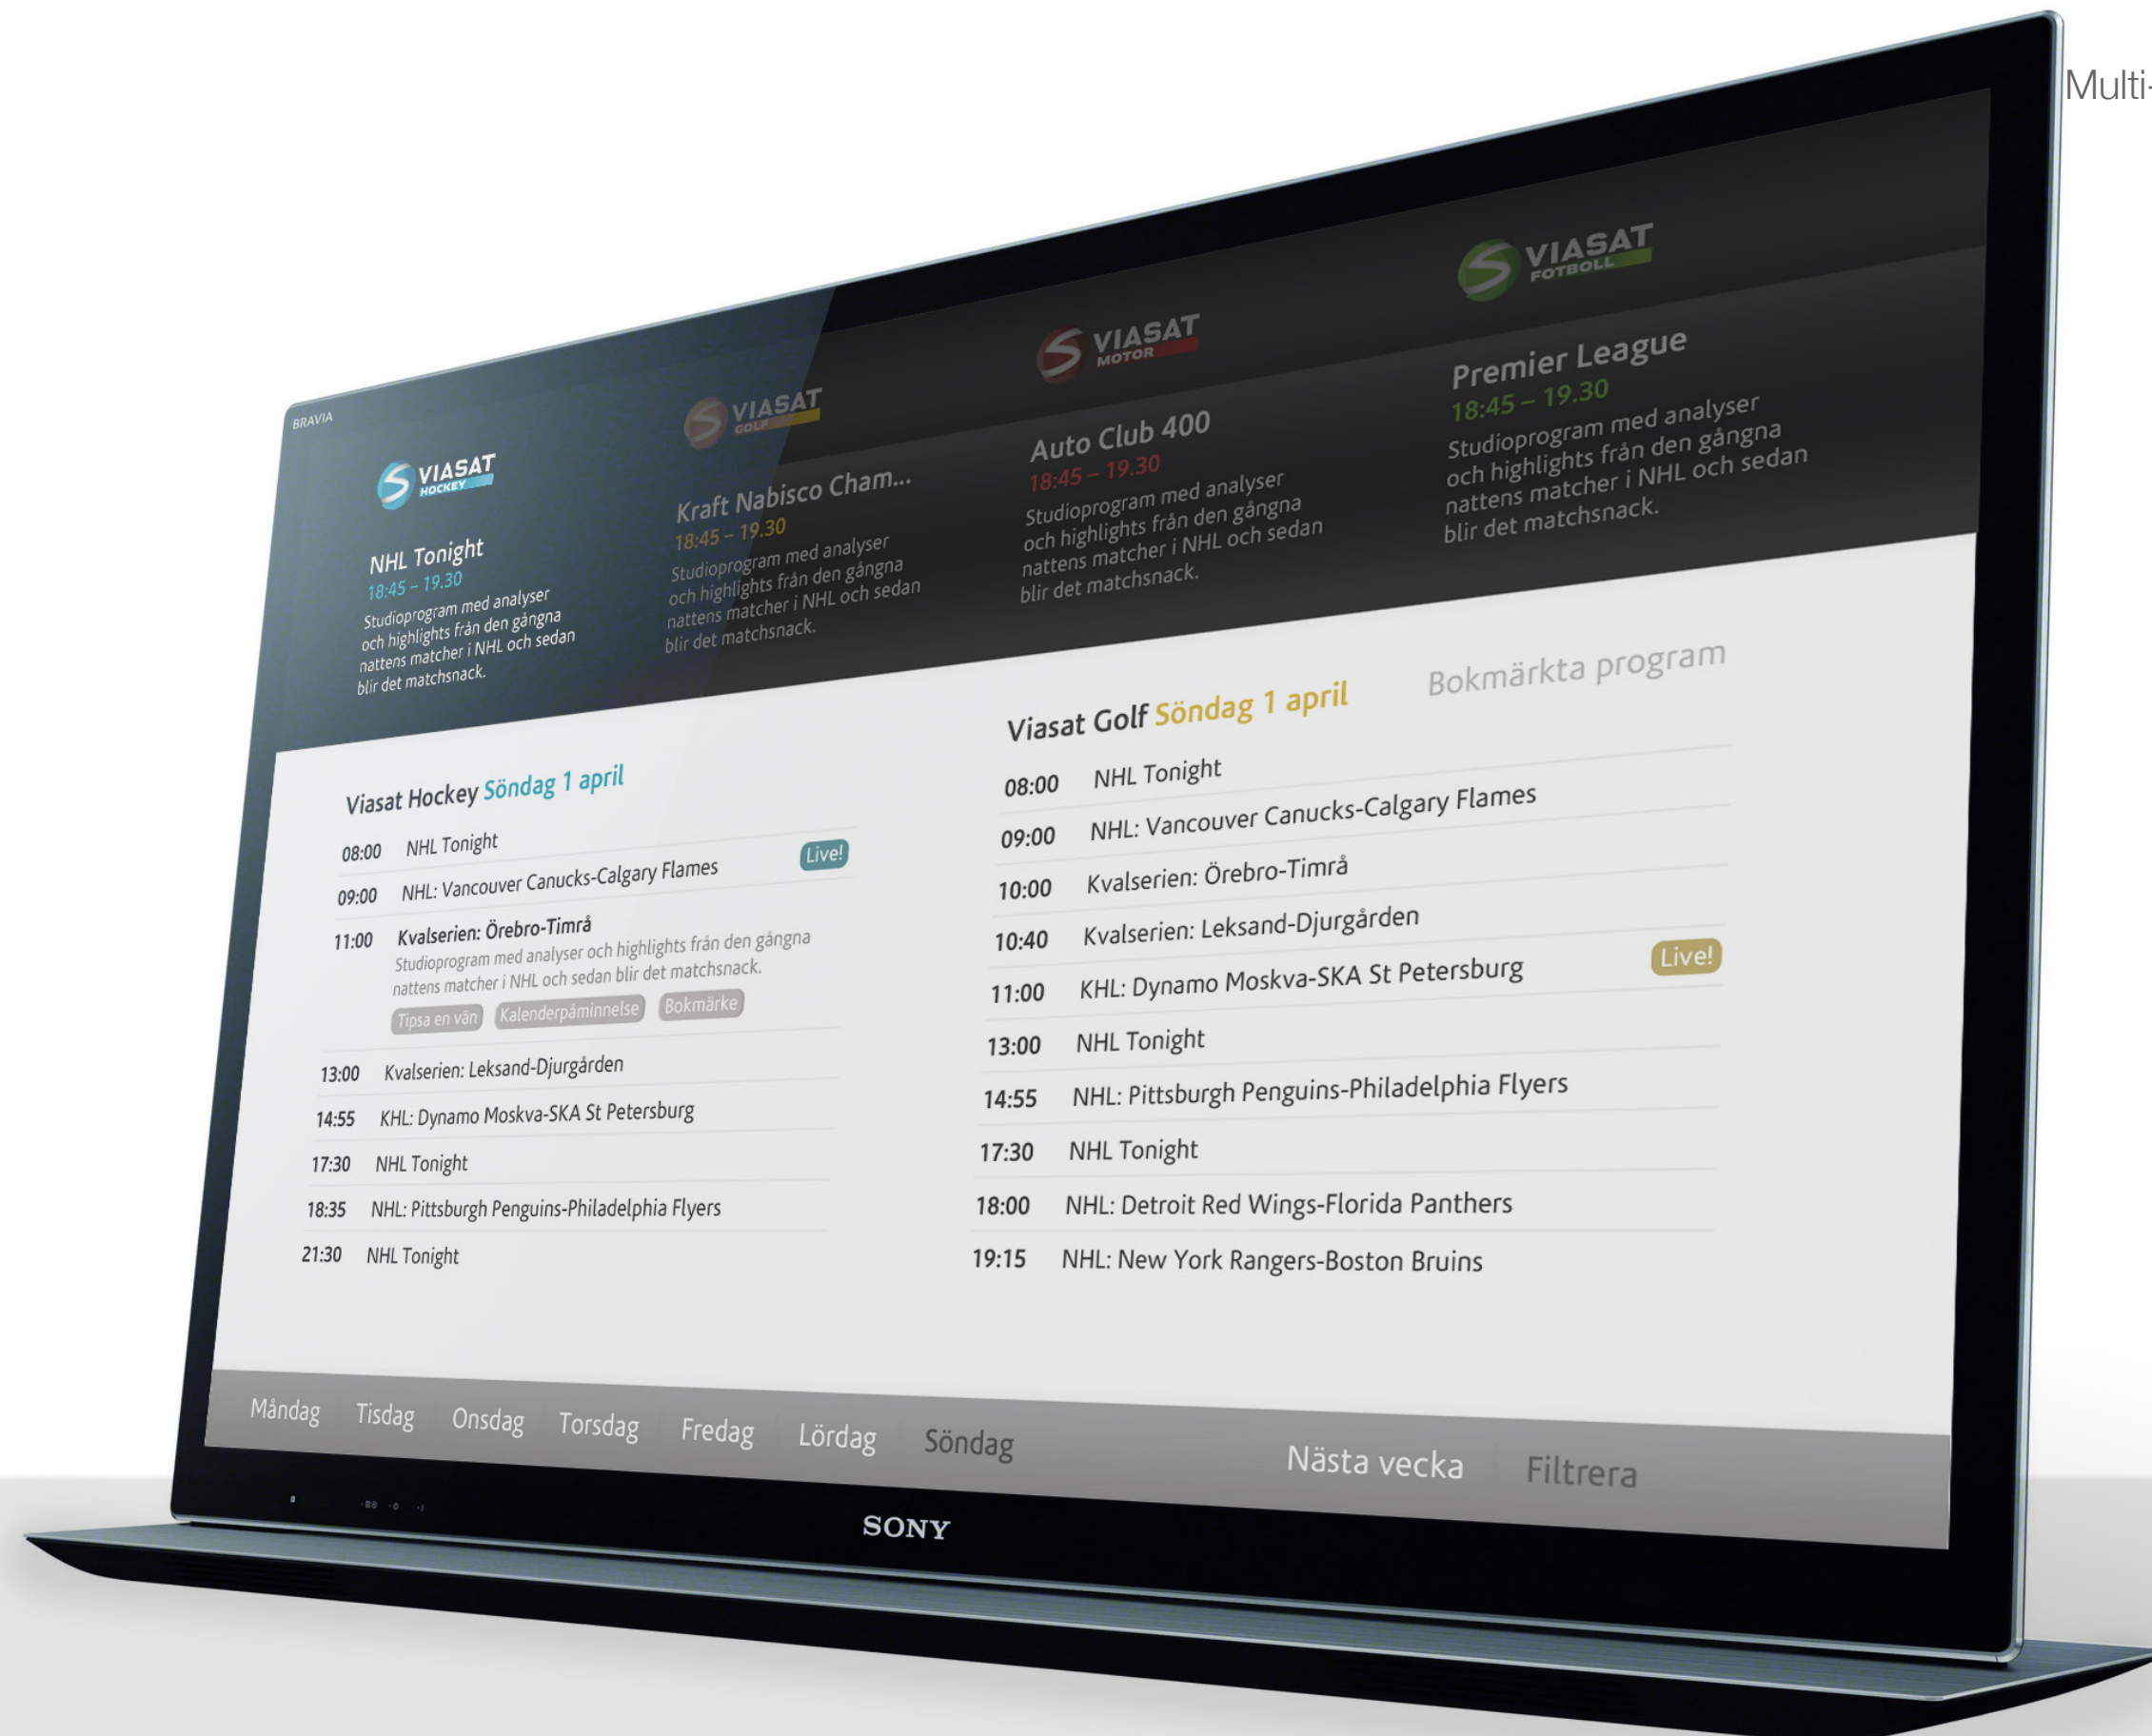 Multi-
BRAVIA
VIASAT
HOCKEY
NHL Tonight
18:45 – 19.30
Studioprogram med analyser
och highlights från den gångna
nattens matcher i NHL och sedan
blir det matchsnack.
VIASAT
GOLF
Kraft Nabisco Cham...
18:45 – 19.30
Studioprogram med analyser
och highlights från den gångna
nattens matcher i NHL och sedan
blir det matchsnack.
VIASAT
MOTOR
Auto Club 400
18:45 – 19.30
Studioprogram med analyser
och highlights från den gångna
nattens matcher i NHL och sedan
blir det matchsnack.
VIASAT
FOTBOLL
Premier League
18:45 – 19.30
Studioprogram med analyser
och highlights från den gångna
nattens matcher i NHL och sedan
blir det matchsnack.
Viasat Hockey Söndag 1 april
08:00 NHL Tonight
09:00 NHL: Vancouver Canucks-Calgary Flames Live!
11:00 Kvalserien: Örebro-Timrå
Studioprogram med analyser och highlights från den gångna
nattens matcher i NHL och sedan blir det matchsnack.
Tipsa en vän Kalenderpåminnelse Bokmärke
13:00 Kvalserien: Leksand-Djurgården
14:55 KHL: Dynamo Moskva-SKA St Petersburg
17:30 NHL Tonight
18:35 NHL: Pittsburgh Penguins-Philadelphia Flyers
21:30 NHL Tonight
Viasat Golf Söndag 1 april
Bokmärkta program
08:00 NHL Tonight
09:00 NHL: Vancouver Canucks-Calgary Flames
10:00 Kvalserien: Örebro-Timrå
10:40 Kvalserien: Leksand-Djurgården
11:00 KHL: Dynamo Moskva-SKA St Petersburg Live!
13:00 NHL Tonight
14:55 NHL: Pittsburgh Penguins-Philadelphia Flyers
17:30 NHL Tonight
18:00 NHL: Detroit Red Wings-Florida Panthers
19:15 NHL: New York Rangers-Boston Bruins
Måndag Tisdag Onsdag Torsdag Fredag Lördag Söndag Nästa vecka Filtrera
SONY